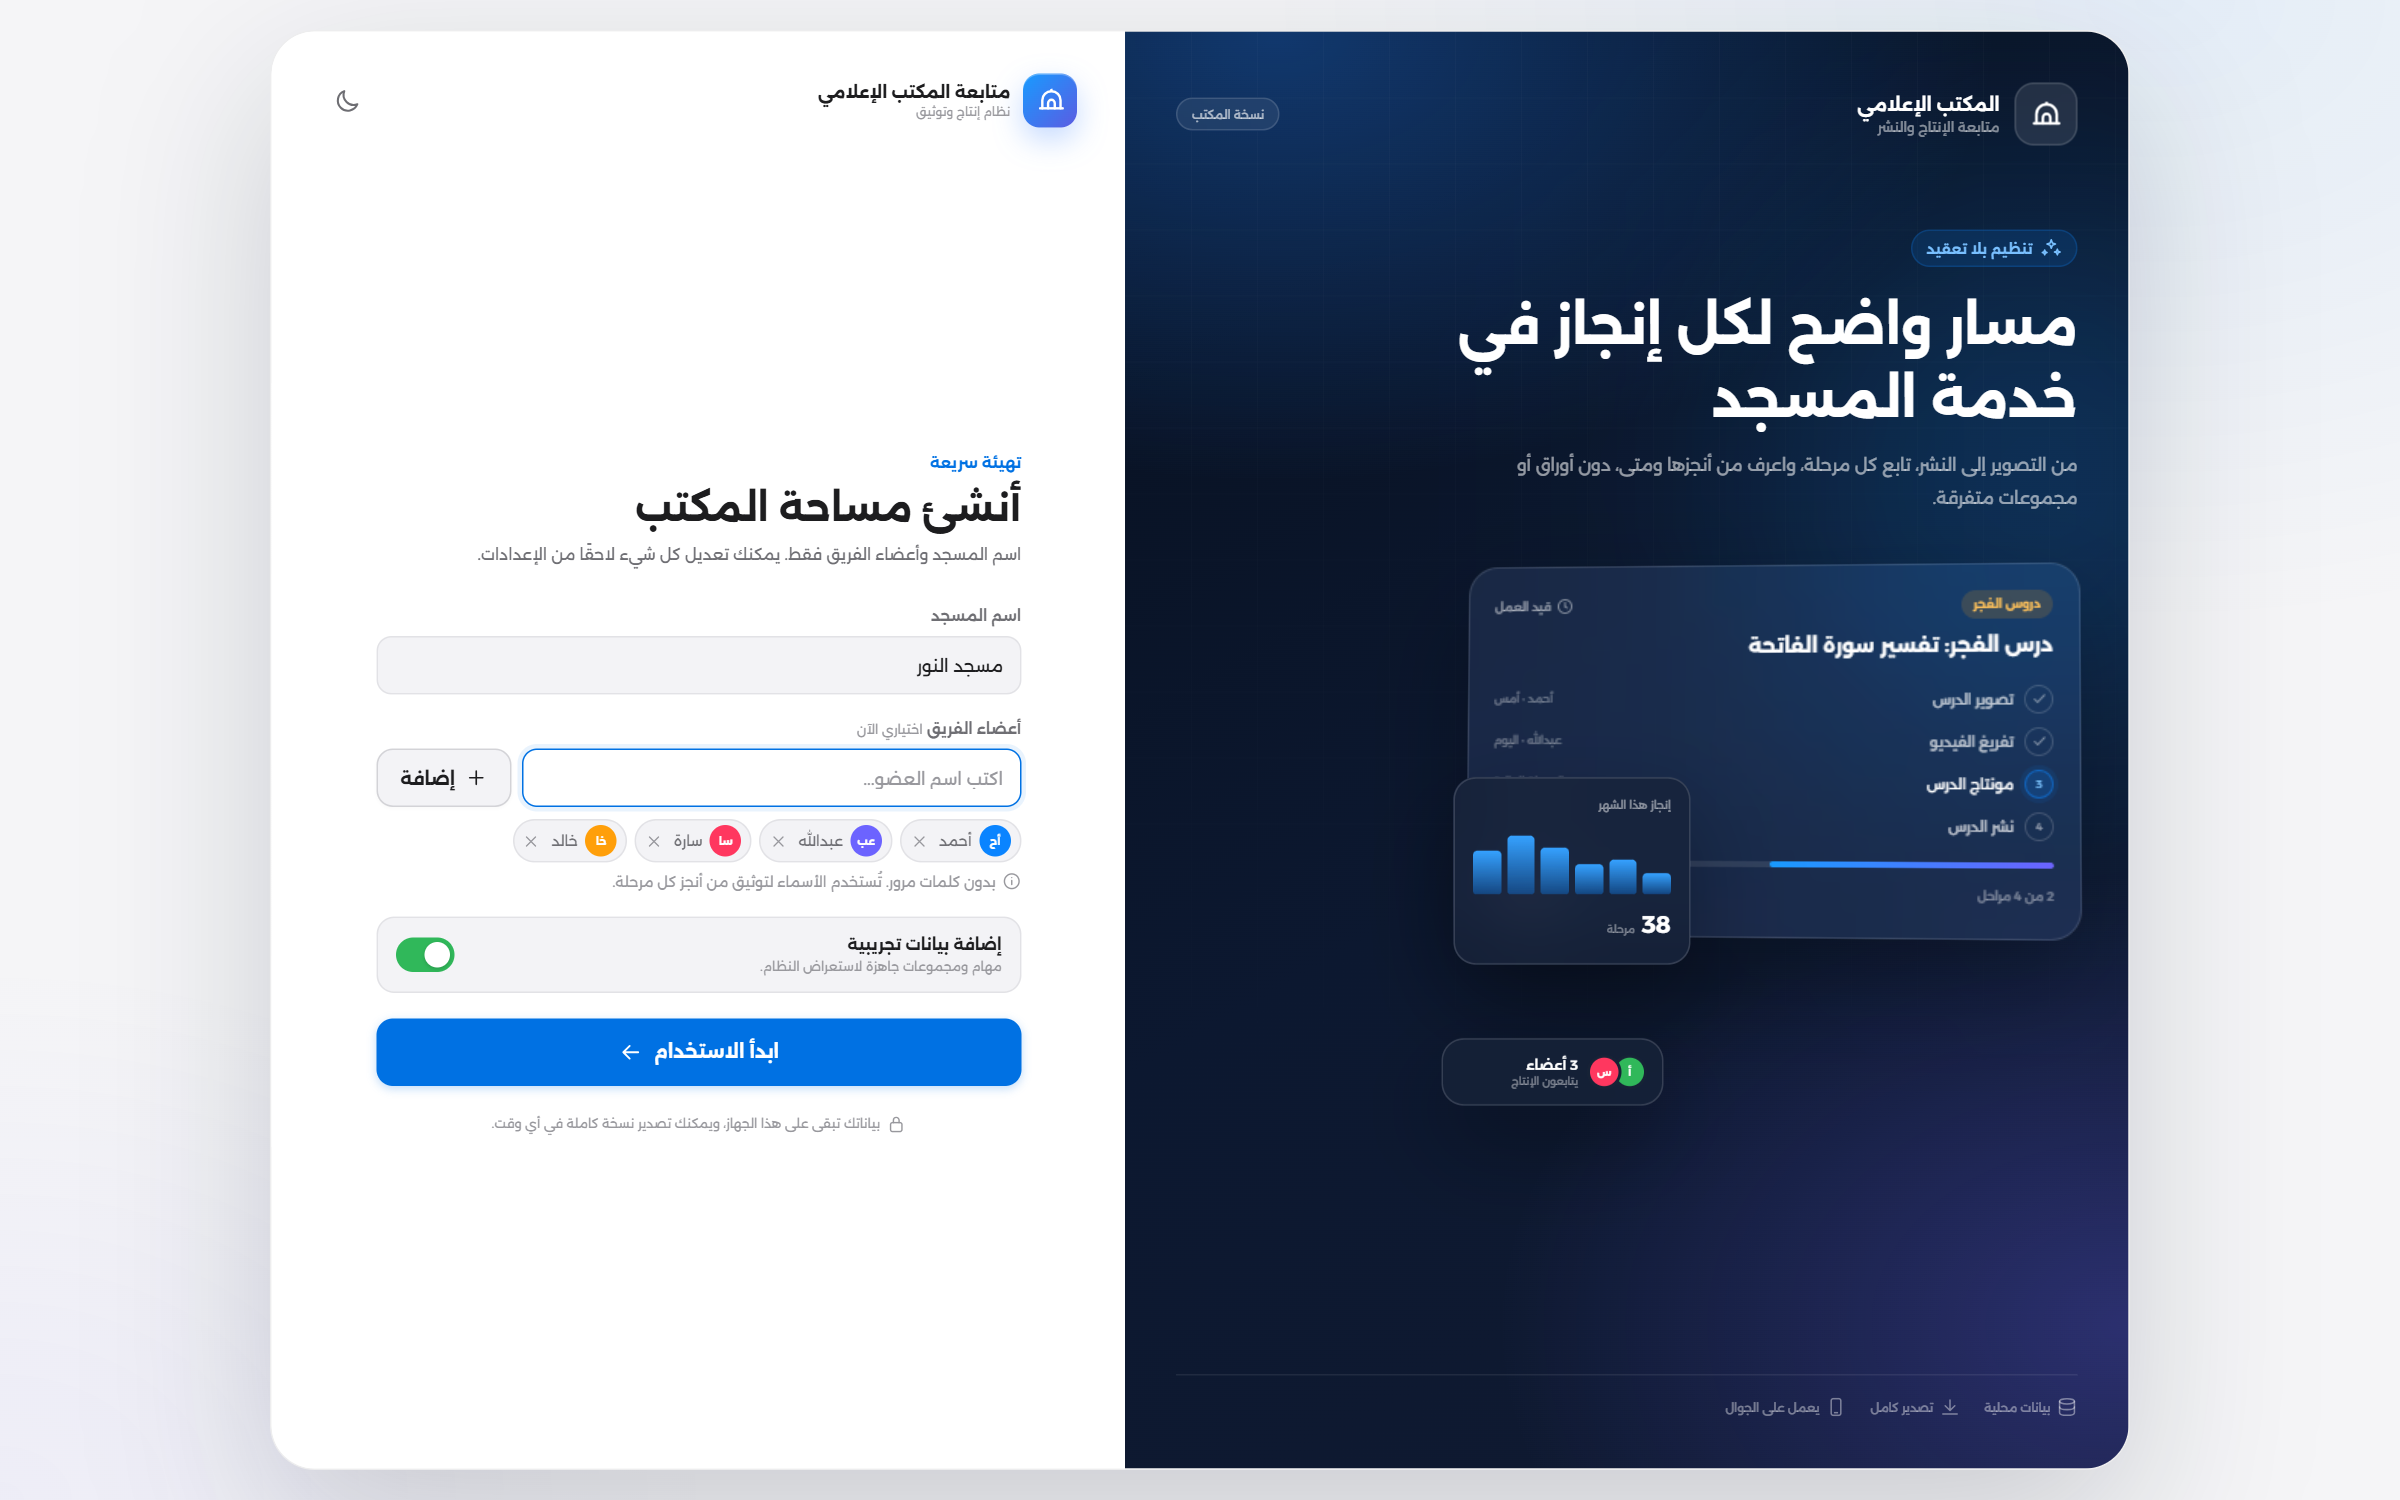 المكتب الإعلامي
متابعة الإنتاج والنشر
نسخة المكتب
تنظيم بلا تعقيد
مسار واضح لكل إنجاز في
خدمة المسجد
من التصوير إلى النشر، تابع كل مرحلة، واعرف من أنجزها ومتى، دون أوراق أو
مجموعات متفرقة.
دروس الفجر
قيد العمل
درس الفجر: تفسير سورة الفاتحة
تصوير الدرس
أحمد · أمس
تفريغ الفيديو
عبدالله · اليوم
3 مونتاج الدرس
4 نشر الدرس
2 من 4 مراحل
إنجاز هذا الشهر
38 مرحلة
أ
س
3 أعضاء
يتابعون الإنتاج
بيانات محلية
تصدير كامل
يعمل على الجوال
متابعة المكتب الإعلامي
نظام إنتاج وتوثيق
تهيئة سريعة
أنشئ مساحة المكتب
اسم المسجد وأعضاء الفريق فقط. يمكنك تعديل كل شيء لاحقًا من الإعدادات.
اسم المسجد
مسجد النور
أعضاء الفريق اختياري الآن
اكتب اسم العضو...
إضافة
أح أحمد
عب عبدالله
سا سارة
خا خالد
بدون كلمات مرور. تُستخدم الأسماء لتوثيق من أنجز كل مرحلة.
إضافة بيانات تجريبية
مهام ومجموعات جاهزة لاستعراض النظام.
ابدأ الاستخدام
بياناتك تبقى على هذا الجهاز، ويمكنك تصدير نسخة كاملة في أي وقت.